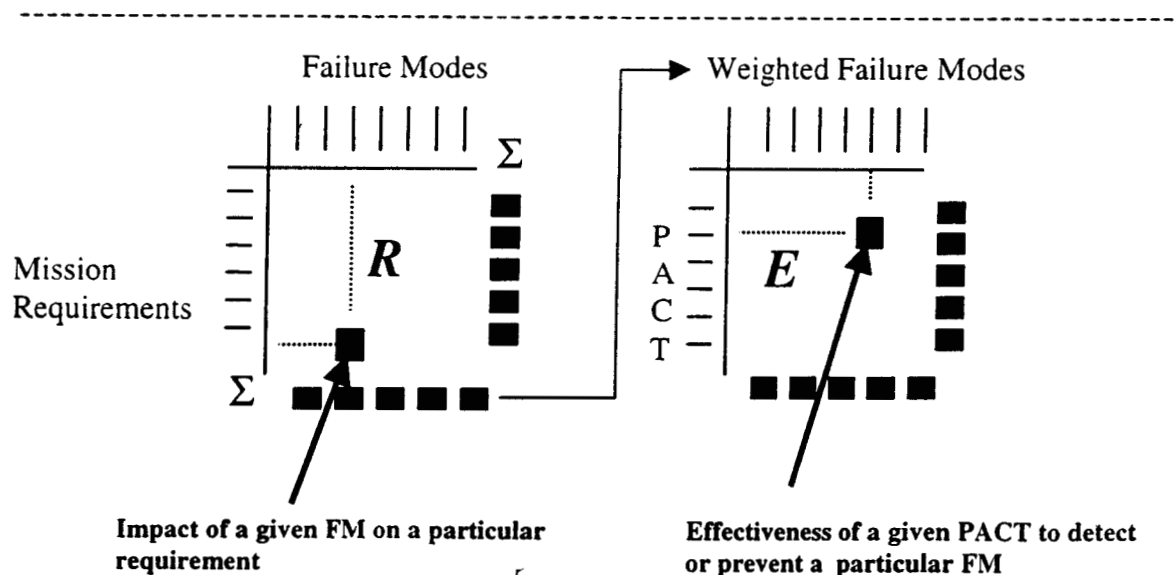 Failure Modes
Weighted Failure Modes
Σ
R
Mission
Requirements
Σ
P
A
C
T
E
Impact of a given FM on a particular
requirement
Effectiveness of a given PACT to detect
or prevent a particular FM